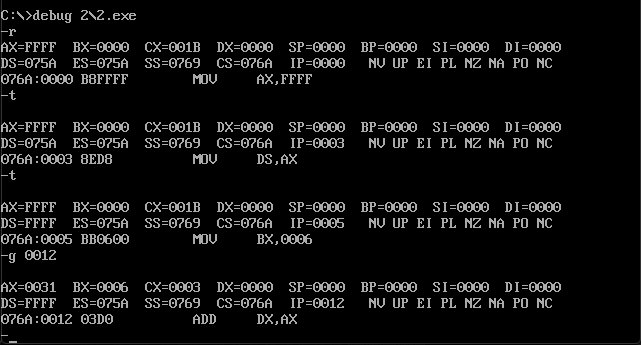 C:\>debug 2\2.exe
-r
AX=FFFF  BX=0000  CX=001B  DX=0000  SP=0000  BP=0000  SI=0000  DI=0000
DS=075A  ES=075A  SS=0769  CS=076A  IP=0000   NV UP EI PL NZ NA PO NC
076A:0000 B8FFFF        MOV     AX,FFFF
-t
AX=FFFF  BX=0000  CX=001B  DX=0000  SP=0000  BP=0000  SI=0000  DI=0000
DS=075A  ES=075A  SS=0769  CS=076A  IP=0003   NV UP EI PL NZ NA PO NC
076A:0003 8ED8          MOV     DS,AX
-t
AX=FFFF  BX=0000  CX=001B  DX=0000  SP=0000  BP=0000  SI=0000  DI=0000
DS=FFFF  ES=075A  SS=0769  CS=076A  IP=0005   NV UP EI PL NZ NA PO NC
076A:0005 BB0600        MOV     BX,0006
-g 0012
AX=0031  BX=0006  CX=0003  DX=0000  SP=0000  BP=0000  SI=0000  DI=0000
DS=FFFF  ES=075A  SS=0769  CS=076A  IP=0012   NV UP EI PL NZ NA PO NC
076A:0012 03D0          ADD     DX,AX
-_